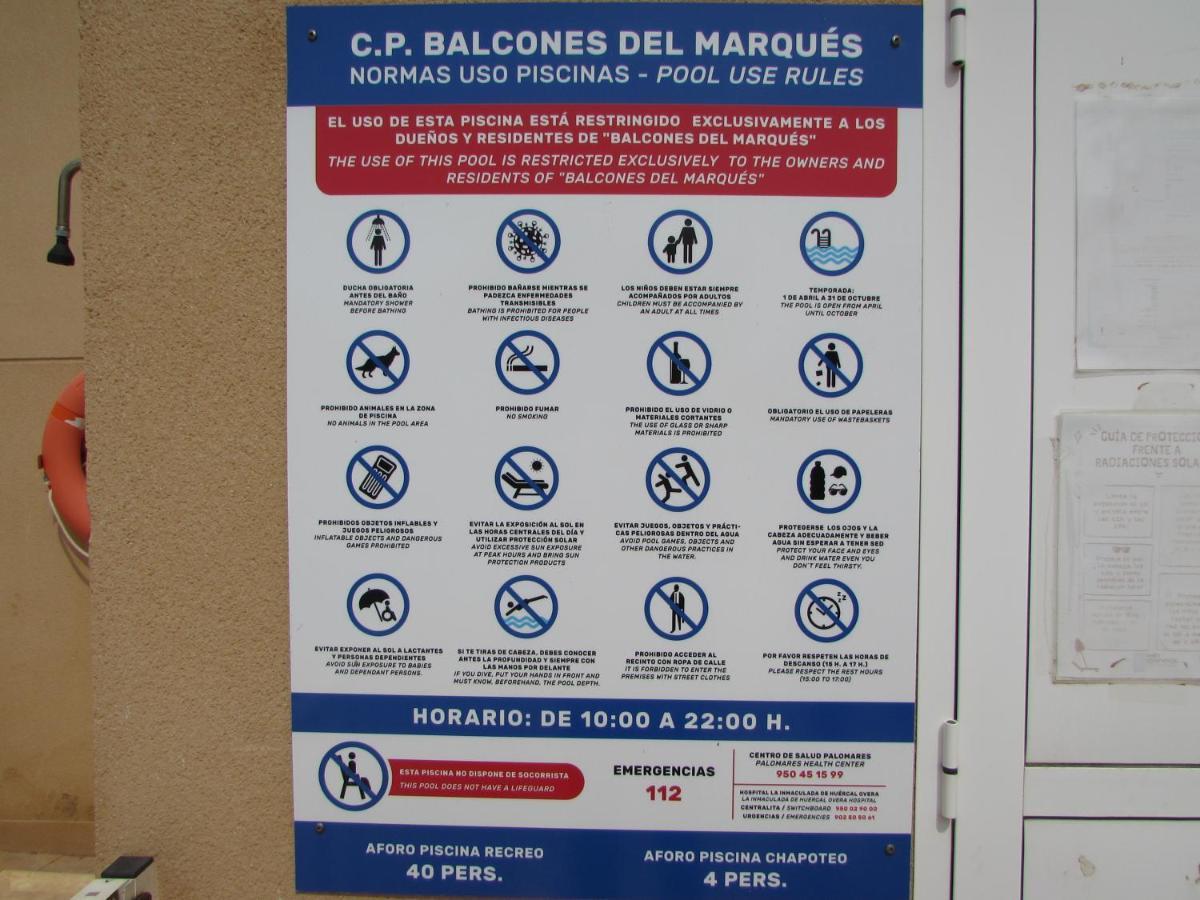 C.P. BALCONES DEL MARQUÉS
NORMAS USO PISCINAS - POOL USE RULES
EL USO DE ESTA PISCINA ESTÁ RESTRINGIDO EXCLUSIVAMENTE A LOS
DUEÑOS Y RESIDENTES DE "BALCONES DEL MARQUÉS"
THE USE OF THIS POOL IS RESTRICTED EXCLUSIVELY TO THE OWNERS AND
RESIDENTS OF "BALCONES DEL MARQUÉS"
DUCHA OBLIGATORIA
ANTES DEL BAÑO
MANDATORY SHOWER
BEFORE BATHING
PROHIBIDO BAÑARSE MIENTRAS SE
PADEZCA ENFERMEDADES
TRANSMISIBLES
BATHING IS PROHIBITED FOR PEOPLE
WITH INFECTIOUS DISEASES
LOS NIÑOS DEBEN ESTAR SIEMPRE
ACOMPAÑADOS POR ADULTOS
CHILDREN MUST BE ACCOMPANIED BY
AN ADULT AT ALL TIMES
TEMPORADA:
1 DE ABRIL A 31 DE OCTUBRE
THE POOL IS OPEN FROM APRIL
UNTIL OCTOBER
PROHIBIDO ANIMALES EN LA ZONA
DE PISCINA
NO ANIMALS IN THE POOL AREA
PROHIBIDO FUMAR
NO SMOKING
PROHIBIDO EL USO DE VIDRIO O
MATERIALES CORTANTES
THE USE OF GLASS OR SHARP
MATERIALS IS PROHIBITED
OBLIGATORIO EL USO DE PAPELERAS
MANDATORY USE OF WASTEBASKETS
PROHIBIDOS OBJETOS INFLABLES Y
JUEGOS PELIGROSOS
INFLATABLE OBJECTS AND DANGEROUS
GAMES PROHIBITED
EVITAR LA EXPOSICIÓN AL SOL EN
LAS HORAS CENTRALES DEL DÍA Y
UTILIZAR PROTECCIÓN SOLAR
AVOID EXCESSIVE SUN EXPOSURE
AT PEAK HOURS AND BRING SUN
PROTECTION PRODUCTS
EVITAR JUEGOS, OBJETOS Y PRÁCTI-
CAS PELIGROSAS DENTRO DEL AGUA
AVOID POOL GAMES, OBJECTS AND
OTHER DANGEROUS PRACTICES IN
THE WATER.
PROTEGERSE LOS OJOS Y LA
CABEZA ADECUADAMENTE Y BEBER
AGUA SIN ESPERAR A TENER SED
PROTECT YOUR FACE AND EYES
AND DRINK WATER EVEN YOU
DON'T FEEL THIRSTY.
EVITAR EXPONER AL SOL A LACTANTES
Y PERSONAS DEPENDIENTES
AVOID SUN EXPOSURE TO BABIES
AND DEPENDANT PERSONS.
SI TE TIRAS DE CABEZA, DEBES CONOCER
ANTES LA PROFUNDIDAD Y SIEMPRE CON
LAS MANOS POR DELANTE
IF YOU DIVE, PUT YOUR HANDS IN FRONT AND
MUST KNOW, BEFOREHAND, THE POOL DEPTH.
PROHIBIDO ACCEDER AL
RECINTO CON ROPA DE CALLE
IT IS FORBIDDEN TO ENTER THE
PREMISES WITH STREET CLOTHES
Z Z Z
POR FAVOR RESPETEN LAS HORAS DE
DESCANSO (15 H. A 17 H.)
PLEASE RESPECT THE REST HOURS
(15:00 TO 17:00)
HORARIO: DE 10:00 A 22:00 H.
ESTA PISCINA NO DISPONE DE SOCORRISTA
THIS POOL DOES NOT HAVE A LIFEGUARD
EMERGENCIAS
112
CENTRO DE SALUD PALOMARES
PALOMARES HEALTH CENTER
950 45 15 99
HOSPITAL LA INMACULADA DE HUÉRCAL OVERA
LA INMACULADA DE HUERCAL OVERA HOSPITAL
CENTRALITA / SWITCHBOARD 950 02 90 00
URGENCIAS / EMERGENCIES 902 50 50 61
AFORO PISCINA RECREO
40 PERS.
AFORO PISCINA CHAPOTEO
4 PERS.
GUÍA DE PROTECCIÓ
FRENTE A
RADIACIONES SOLA